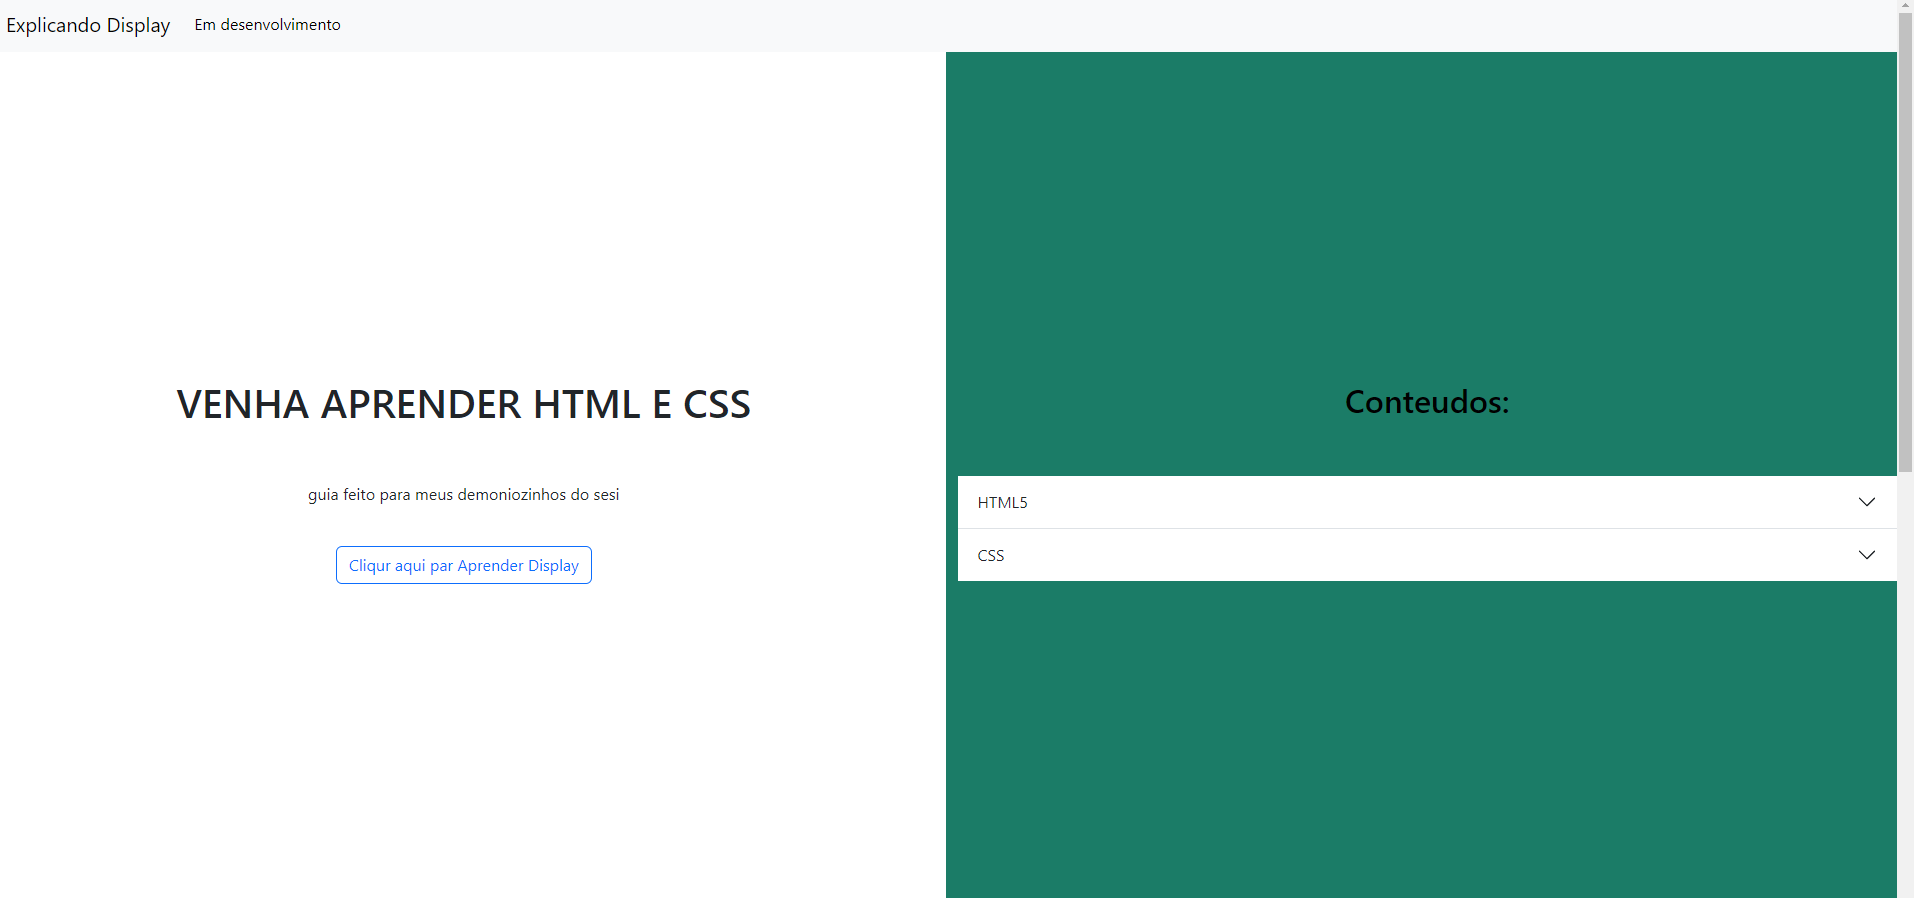 Explicando Display Em desenvolvimento
VENHA APRENDER HTML E CSS
guia feito para meus demoniozinhos do sesi
Cliqur aqui par Aprender Display
Conteudos:
HTML5
CSS